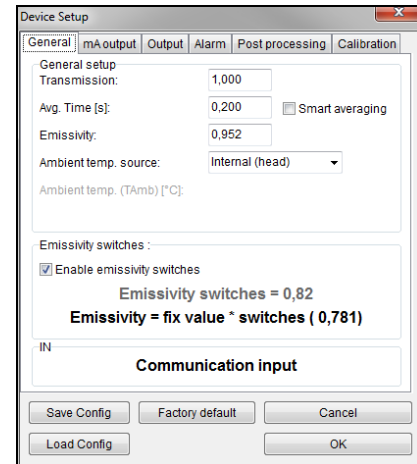 Device Setup
General mA output Output Alarm Post processing Calibration
General setup
Transmission: 1,000
Avg. Time [s]: 0,200 Smart averaging
Emissivity: 0,952
Ambient temp. source: Internal (head)
Ambient temp. (TAmb) [°C]:
Emissivity switches :
Enable emissivity switches
Emissivity switches = 0,82
Emissivity = fix value * switches ( 0,781)
IN
Communication input
Save Config Factory default Cancel
Load Config OK